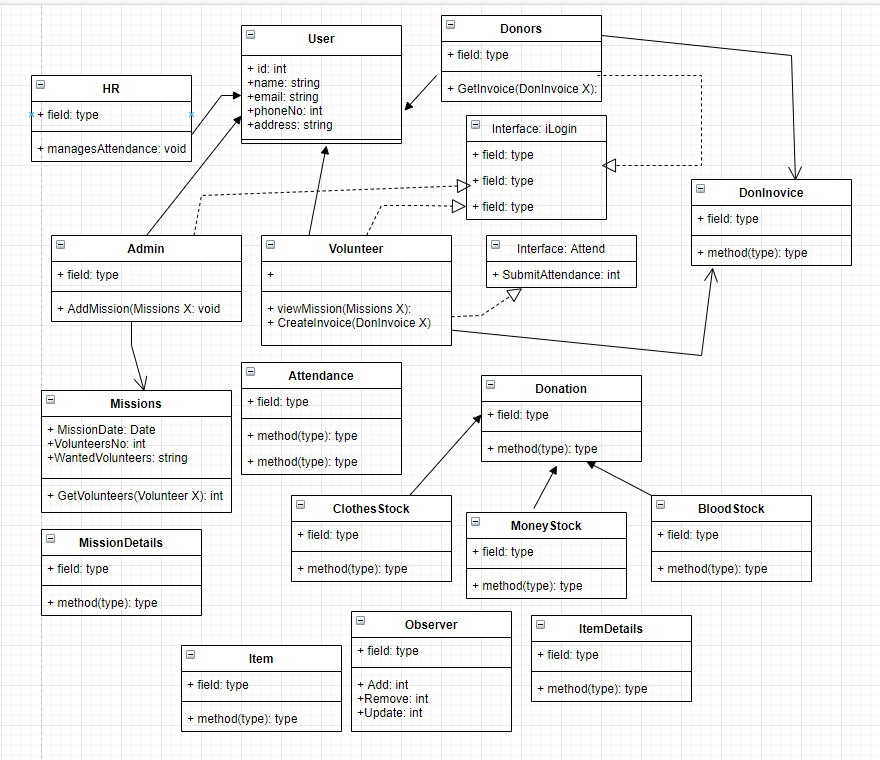 User
+ id: int
+name: string
+email: string
+phoneNo: int
+address: string
Donors
+ field: type
+ GetInvoice(DonInvoice X):
HR
+ field: type
+ managesAttendance: void
Interface: iLogin
+ field: type
+ field: type
+ field: type
DonInovice
+ field: type
+ method(type): type
Admin
+ field: type
+ AddMission(Missions X: void
Volunteer
+
+ viewMission(Missions X):
+ CreateInvoice(DonInvoice X)
Interface: Attend
+ SubmitAttendance: int
Attendance
+ field: type
+ method(type): type
+ method(type): type
Donation
+ field: type
+ method(type): type
Missions
+ MissionDate: Date
+VolunteersNo: int
+WantedVolunteers: string
+ GetVolunteers(Volunteer X): int
ClothesStock
+ field: type
+ method(type): type
MoneyStock
+ field: type
+ method(type): type
BloodStock
+ field: type
+ method(type): type
MissionDetails
+ field: type
+ method(type): type
Item
+ field: type
+ method(type): type
Observer
+ field: type
+ Add: int
+Remove: int
+Update: int
ItemDetails
+ field: type
+ method(type): type